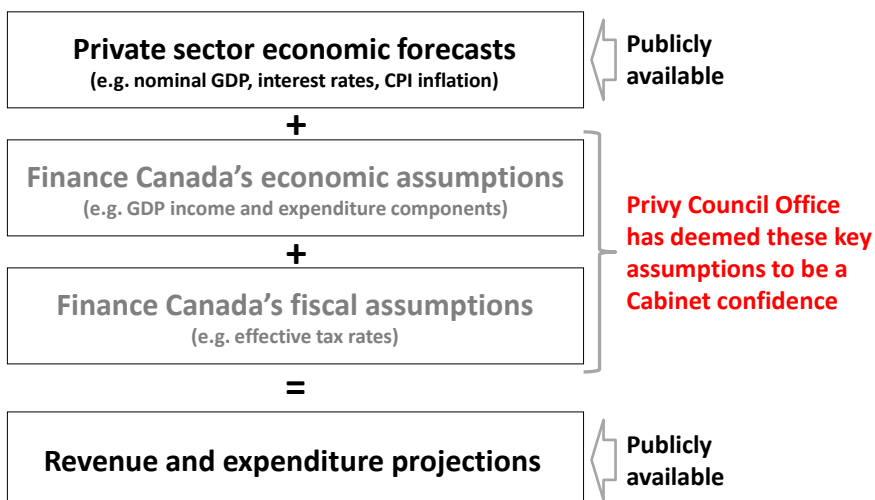 Private sector economic forecasts
(e.g. nominal GDP, interest rates, CPI inflation)
Publicly
available
+
Finance Canada's economic assumptions
(e.g. GDP income and expenditure components)
+
Finance Canada's fiscal assumptions
(e.g. effective tax rates)
Privy Council Office
has deemed these key
assumptions to be a
Cabinet confidence
=
Revenue and expenditure projections
Publicly
available